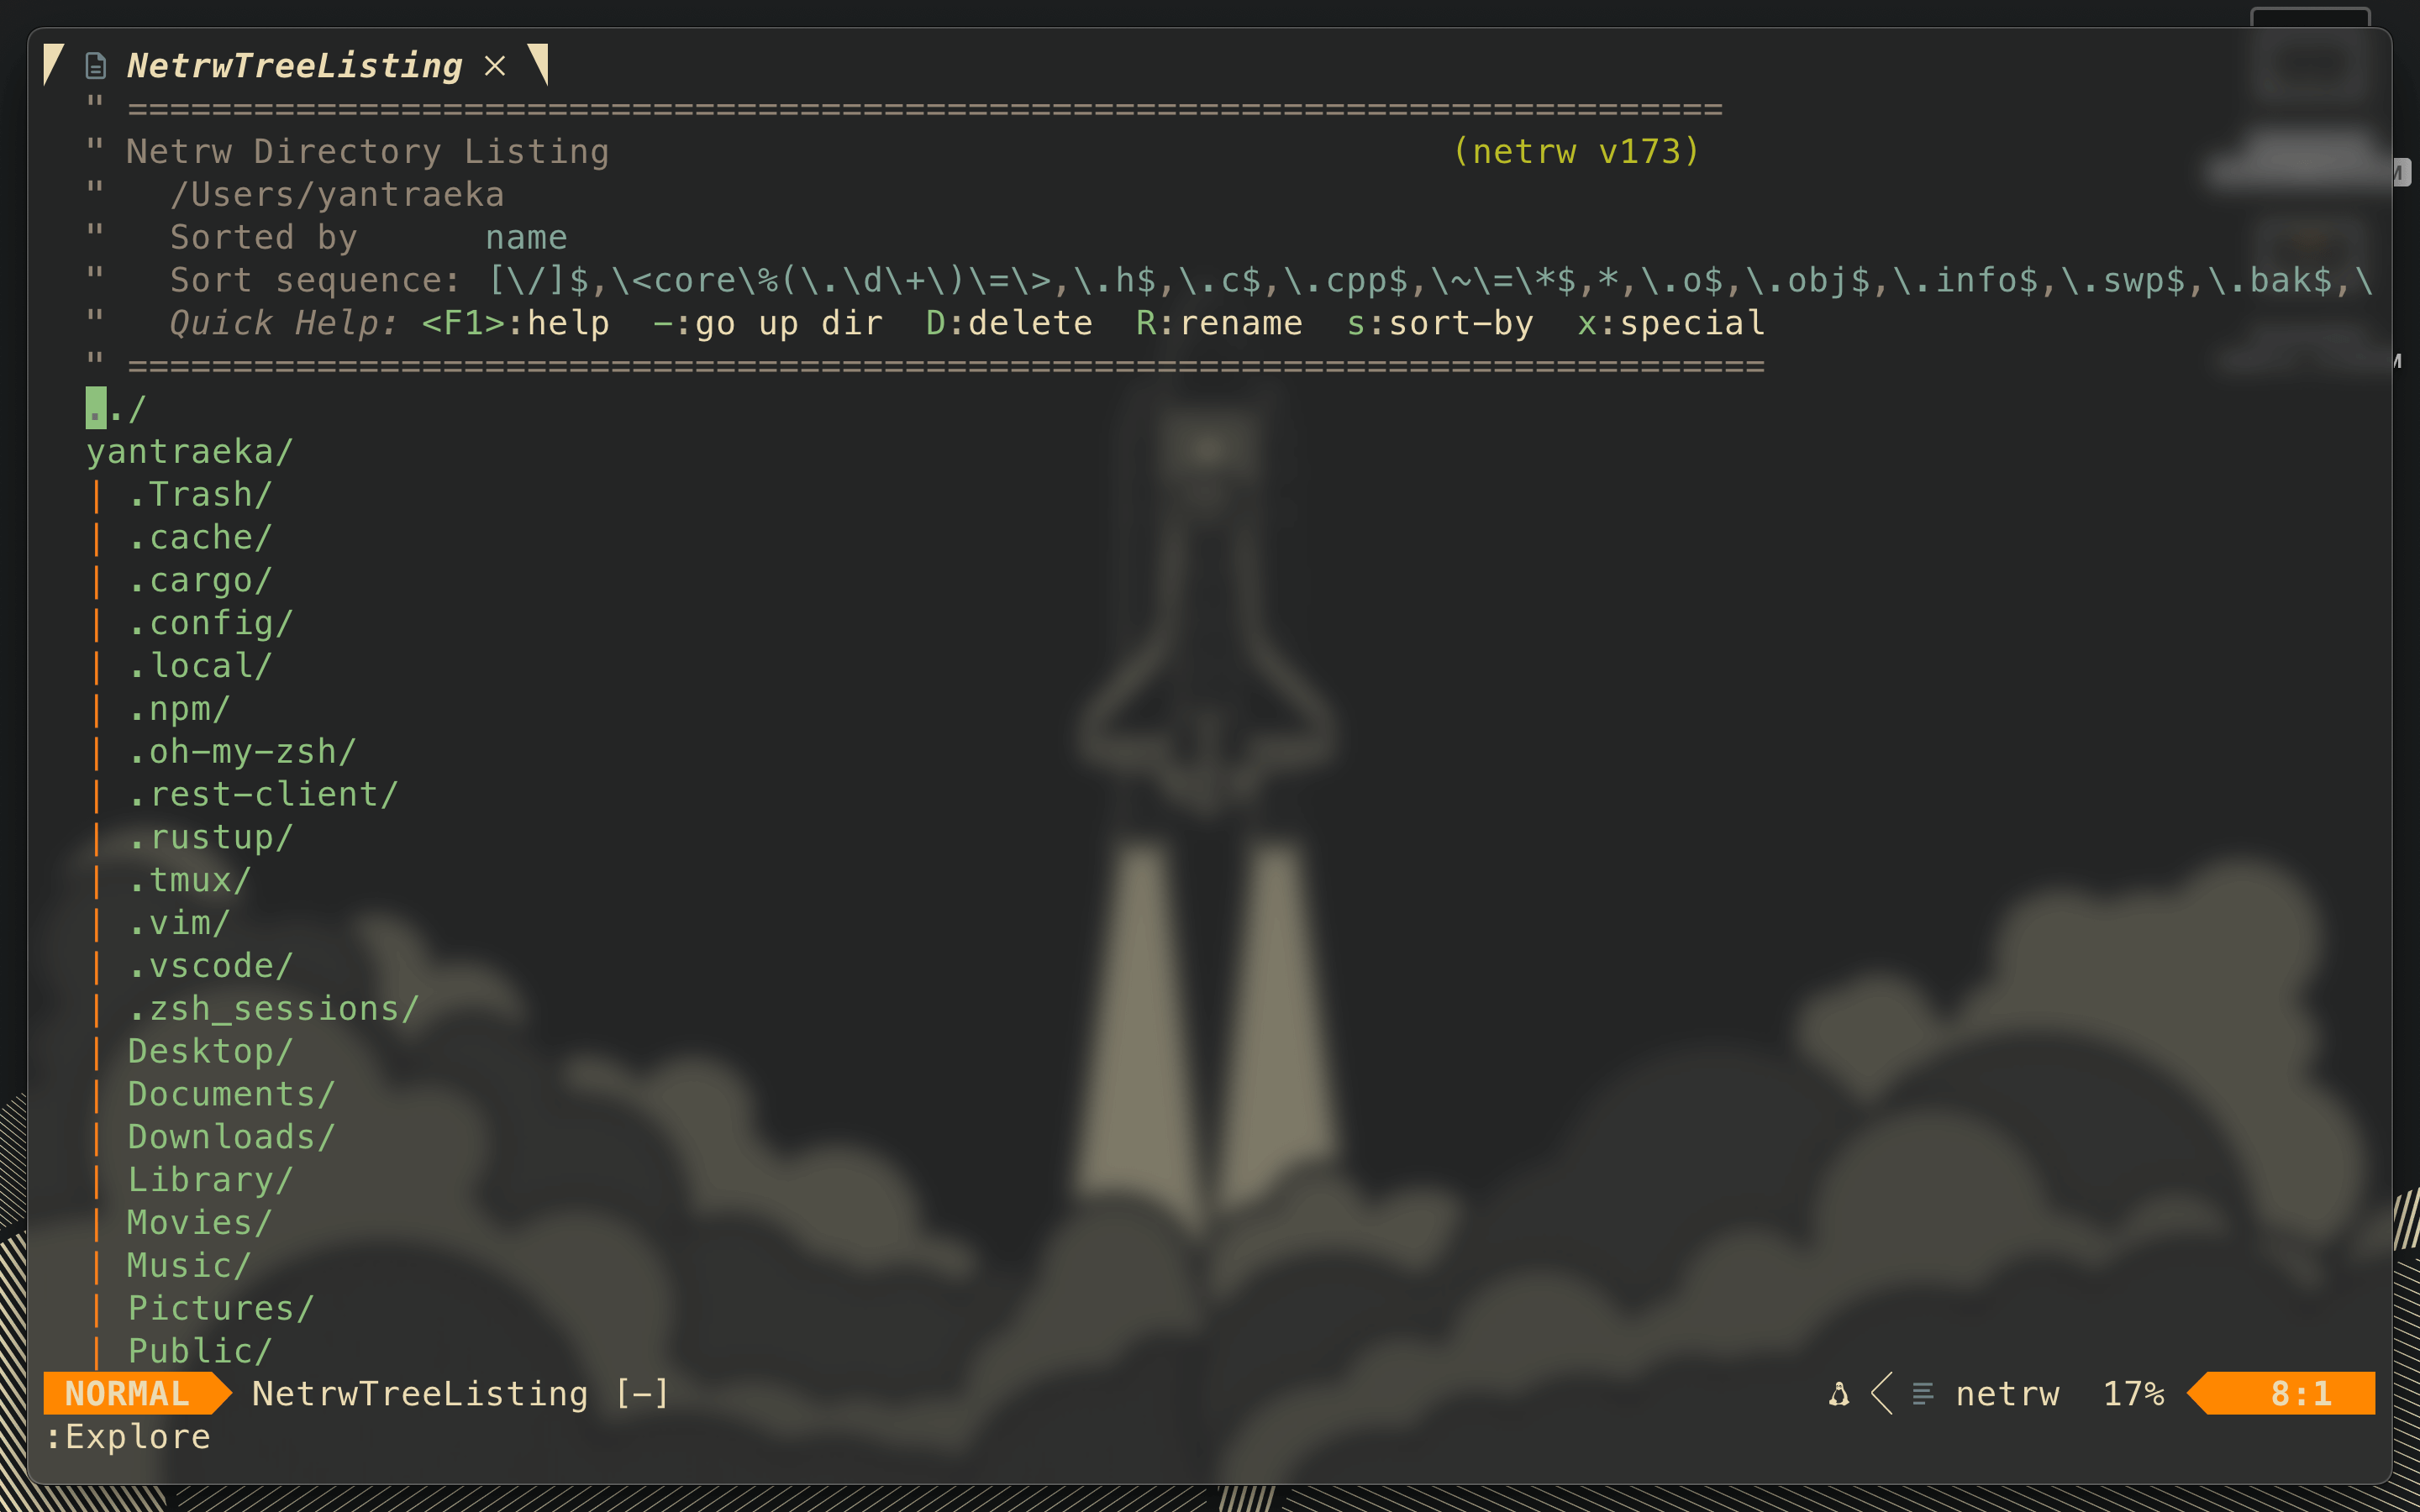 NetrwTreeListing ×
" ============================================================================
" Netrw Directory Listing                                        (netrw v173)
"   /Users/yantraeka
"   Sorted by      name
"   Sort sequence: [\/]$,\<core\%(\.\d\+\)\=\>,\.h$,\.c$,\.cpp$,\~\=\*$,*,\.o$,\.obj$,\.info$,\.swp$,\.bak$,\
"   Quick Help: <F1>:help  -:go up dir  D:delete  R:rename  s:sort-by  x:special
" ==============================================================================
../
yantraeka/
| .Trash/
| .cache/
| .cargo/
| .config/
| .local/
| .npm/
| .oh-my-zsh/
| .rest-client/
| .rustup/
| .tmux/
| .vim/
| .vscode/
| .zsh_sessions/
| Desktop/
| Documents/
| Downloads/
| Library/
| Movies/
| Music/
| Pictures/
| Public/
NORMAL NetrwTreeListing [-] netrw 17% 8:1
:Explore